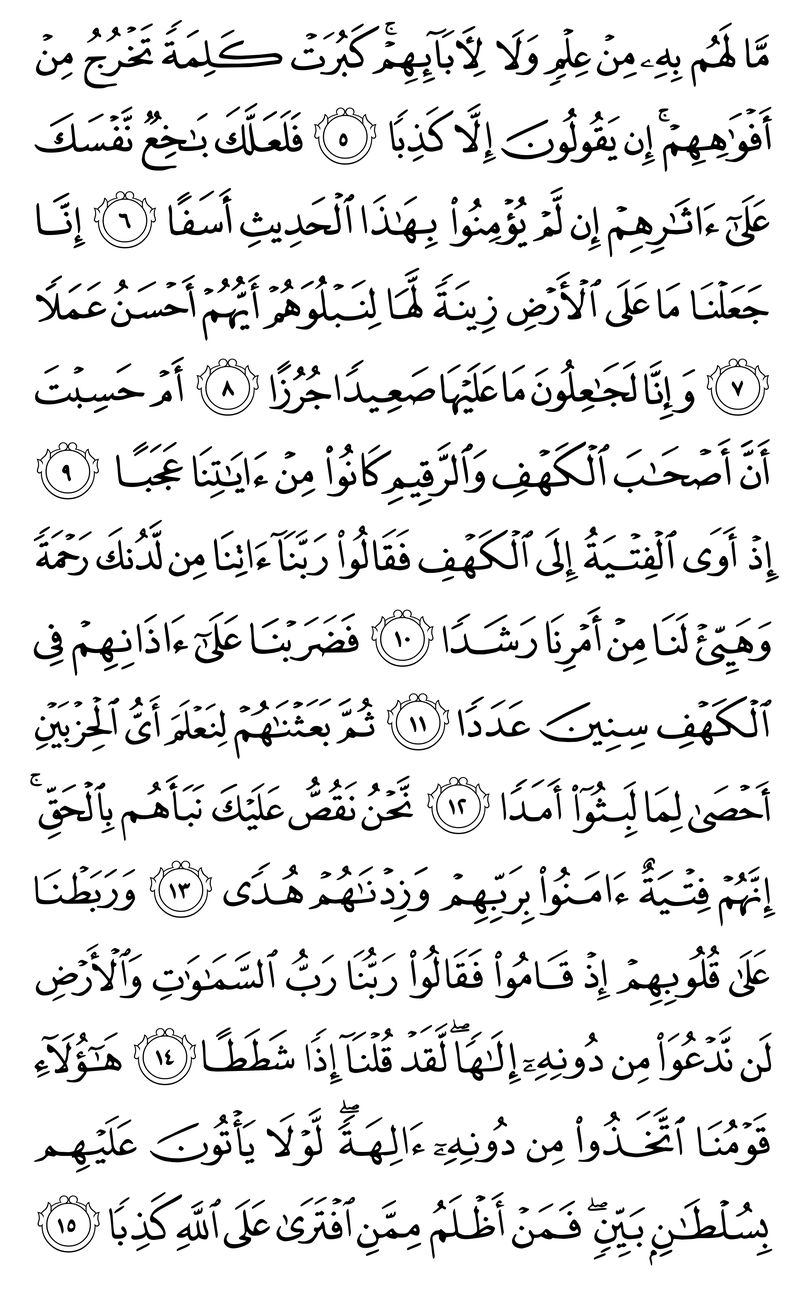 مَّا لَهُم بِهِۦ مِنْ عِلْمٍ وَلَا لِأَبَآئِهِمْ ۚ كَبُرَتْ كَلِمَةً تَخْرُجُ مِنْ
أَفْوَٰهِهِمْ ۚ إِن يَقُولُونَ إِلَّا كَذِبًا ٥ فَلَعَلَّكَ بَـٰخِعٌ نَّفْسَكَ
عَلَىٰٓ ءَاثَـٰرِهِمْ إِن لَّمْ يُؤْمِنُوا۟ بِهَـٰذَا ٱلْحَدِيثِ أَسَفًا ٦ إِنَّا
جَعَلْنَا مَا عَلَى ٱلْأَرْضِ زِينَةً لَّهَا لِنَبْلُوَهُمْ أَيُّهُمْ أَحْسَنُ عَمَلًا
٧ وَإِنَّا لَجَـٰعِلُونَ مَا عَلَيْهَا صَعِيدًا جُرُزًا ٨ أَمْ حَسِبْتَ
أَنَّ أَصْحَـٰبَ ٱلْكَهْفِ وَٱلرَّقِيمِ كَانُوا۟ مِنْ ءَايَـٰتِنَا عَجَبًا ٩
إِذْ أَوَى ٱلْفِتْيَةُ إِلَى ٱلْكَهْفِ فَقَالُوا۟ رَبَّنَآ ءَاتِنَا مِن لَّدُنكَ رَحْمَةً
وَهَيِّئْ لَنَا مِنْ أَمْرِنَا رَشَدًا ١٠ فَضَرَبْنَا عَلَىٰٓ ءَاذَانِهِمْ فِى
ٱلْكَهْفِ سِنِينَ عَدَدًا ١١ ثُمَّ بَعَثْنَـٰهُمْ لِنَعْلَمَ أَىُّ ٱلْحِزْبَيْنِ
أَحْصَىٰ لِمَا لَبِثُوٓا۟ أَمَدًا ١٢ نَّحْنُ نَقُصُّ عَلَيْكَ نَبَأَهُم بِٱلْحَقِّ ۚ
إِنَّهُمْ فِتْيَةٌ ءَامَنُوا۟ بِرَبِّهِمْ وَزِدْنَـٰهُمْ هُدًى ١٣ وَرَبَطْنَا
عَلَىٰ قُلُوبِهِمْ إِذْ قَامُوا۟ فَقَالُوا۟ رَبُّنَا رَبُّ ٱلسَّمَـٰوَٰتِ وَٱلْأَرْضِ
لَن نَّدْعُوَا۟ مِن دُونِهِۦٓ إِلَـٰهًا ۖ لَّقَدْ قُلْنَآ إِذًا شَطَطًا ١٤ هَـٰٓؤُلَآءِ
قَوْمُنَا ٱتَّخَذُوا۟ مِن دُونِهِۦٓ ءَالِهَةً ۖ لَّوْلَا يَأْتُونَ عَلَيْهِم
بِسُلْطَـٰنٍۭ بَيِّنٍ ۖ فَمَنْ أَظْلَمُ مِمَّنِ ٱفْتَرَىٰ عَلَى ٱللَّهِ كَذِبًا ١٥